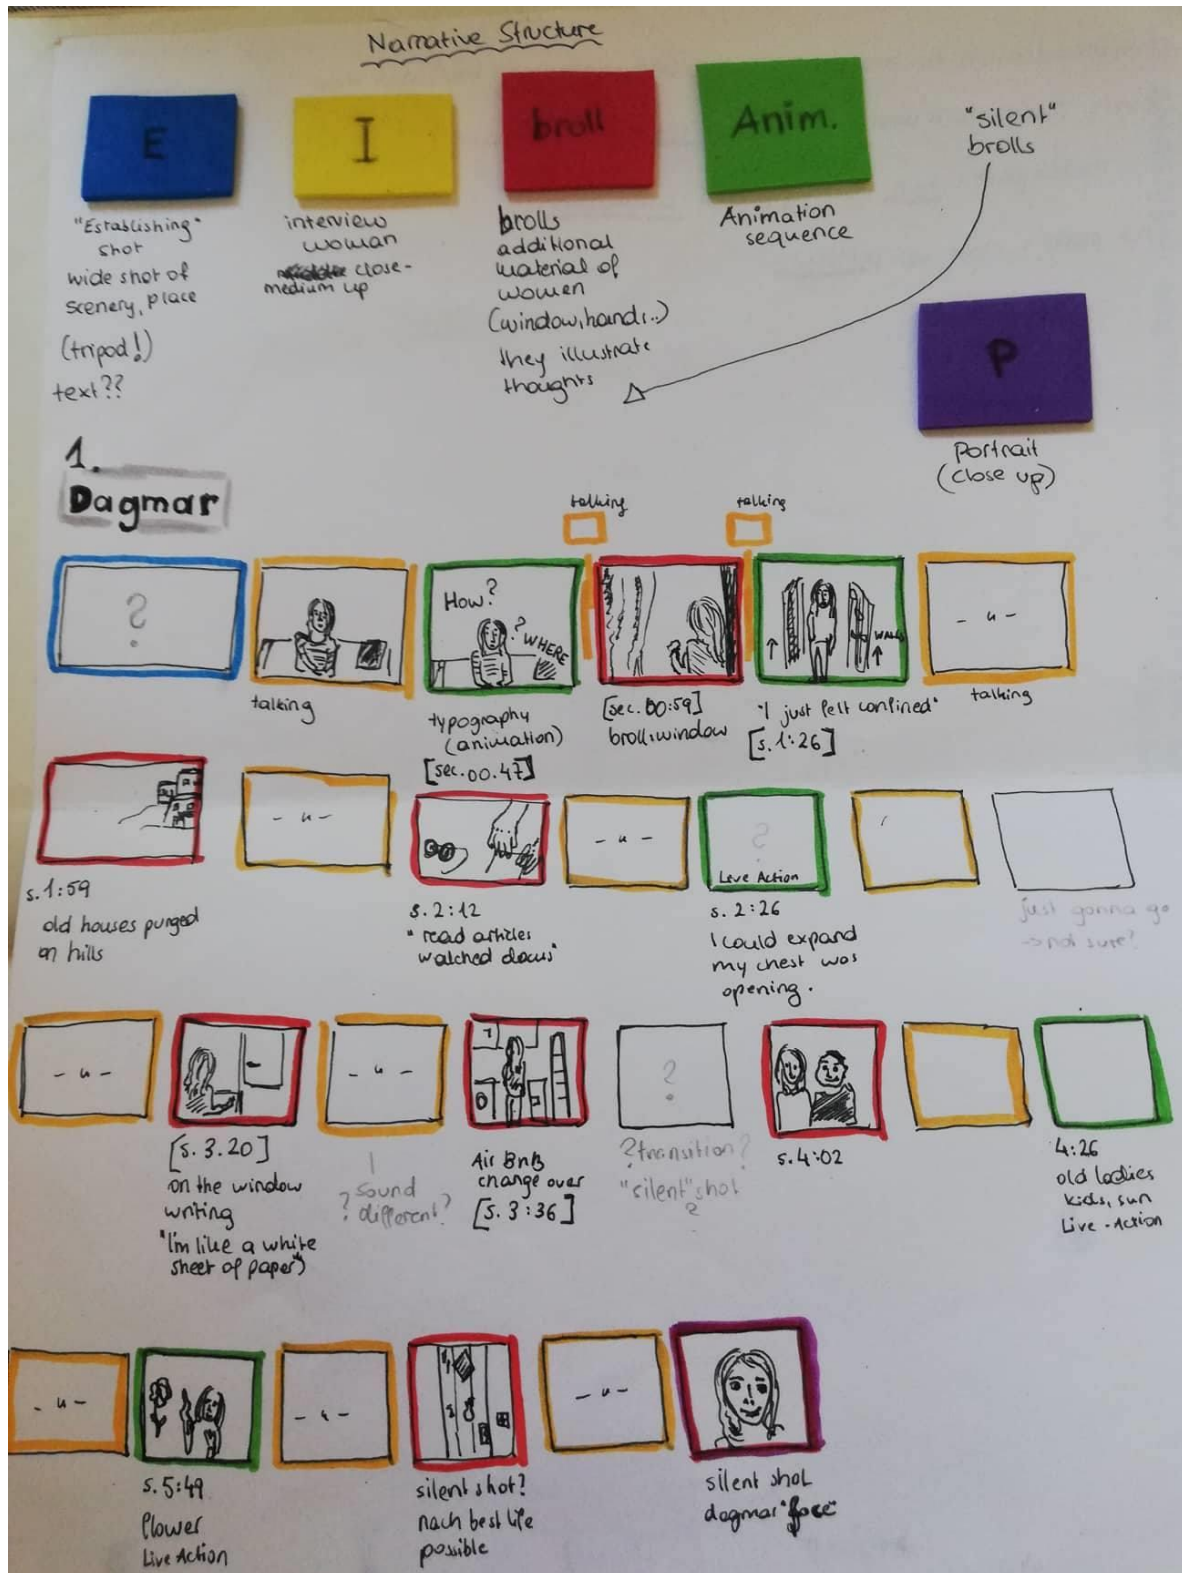 Narrative Structure
E
I
broll
Anim.
"silent"
brolls
"Establishing"
shot
wide shot of
scenery, place
(tripod!)
text??
interview
woman
close-
medium up
brolls
additional
material of
women
(window, hand,..)
they illustrate
thoughts
Animation
sequence
P
portrait
(close up)
1.
Dagmar
talking
talking
?
How?
? WHERE
WALLS
- u -
talking
typography
(animation)
[sec. 00.47]
[sec. 00:59]
broll:window
"I just felt confined"
[s. 1:26]
talking
- u -
- u -
?
Live Action
s. 1:59
old houses purged
on hills
s. 2:12
"read articles
watched docus"
s. 2:26
I could expand
my chest was
opening.
Just gonna go
→ not sure?
- u -
- u -
?
[s. 3.20]
on the window
writing
"I'm like a white
sheet of paper")
? sound
different?
Air BnB
change over
[s. 3:36]
?transition?
"silent" shot
?
s. 4:02
4:26
old ladies
kids, sun
Live-Action
- u -
- u -
- u -
s. 5:49
flower
Live Action
silent shot?
nach best life
possible
silent shot
dagmar "face"